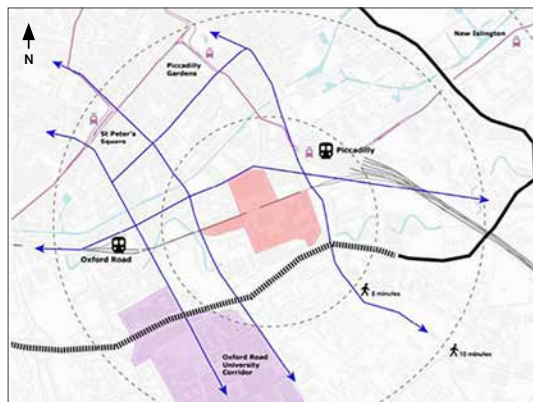 N
New Islington
Piccadilly
Gardens
St Peter's
Square
Piccadilly
Oxford Road
5 minutes
Oxford Road
University
Corridor
10 minutes